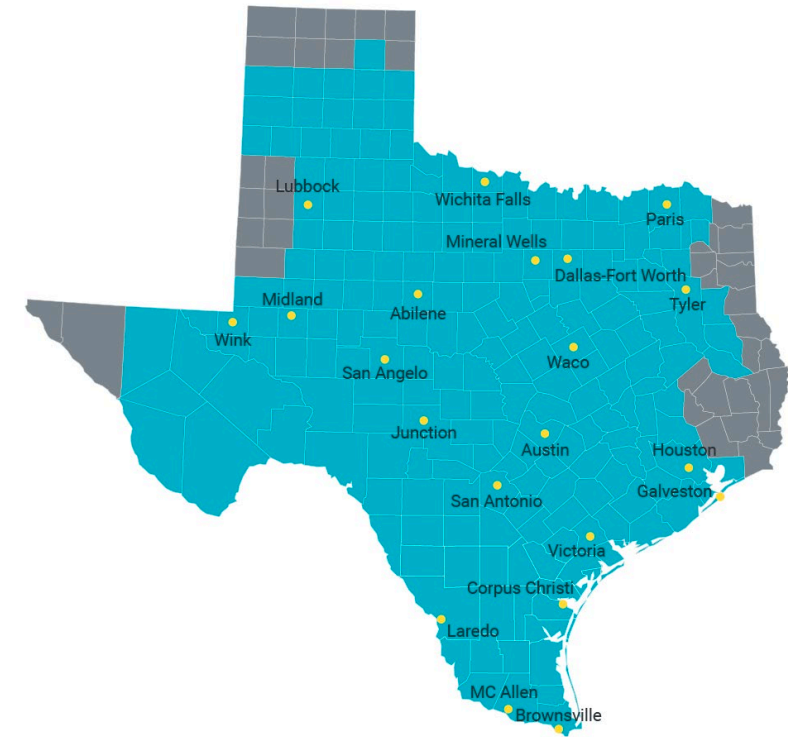 Lubbock
Wichita Falls
Paris
Mineral Wells
Dallas-Fort Worth
Midland
Abilene
Tyler
Wink
Waco
San Angelo
Junction
Austin
Houston
San Antonio
Galveston
Victoria
Corpus Christi
Laredo
MC Allen
Brownsville